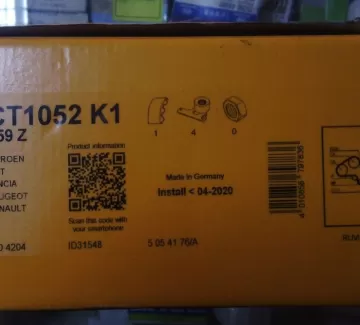 CT1052 K1
59 Z
Product information
1 4 0
ROEN
NCIA
UGEOT
NAULT
Made in Germany
Install < 04-2020
Scan this code with
your smartphone
4204
ID31548
5 05 41 76/A